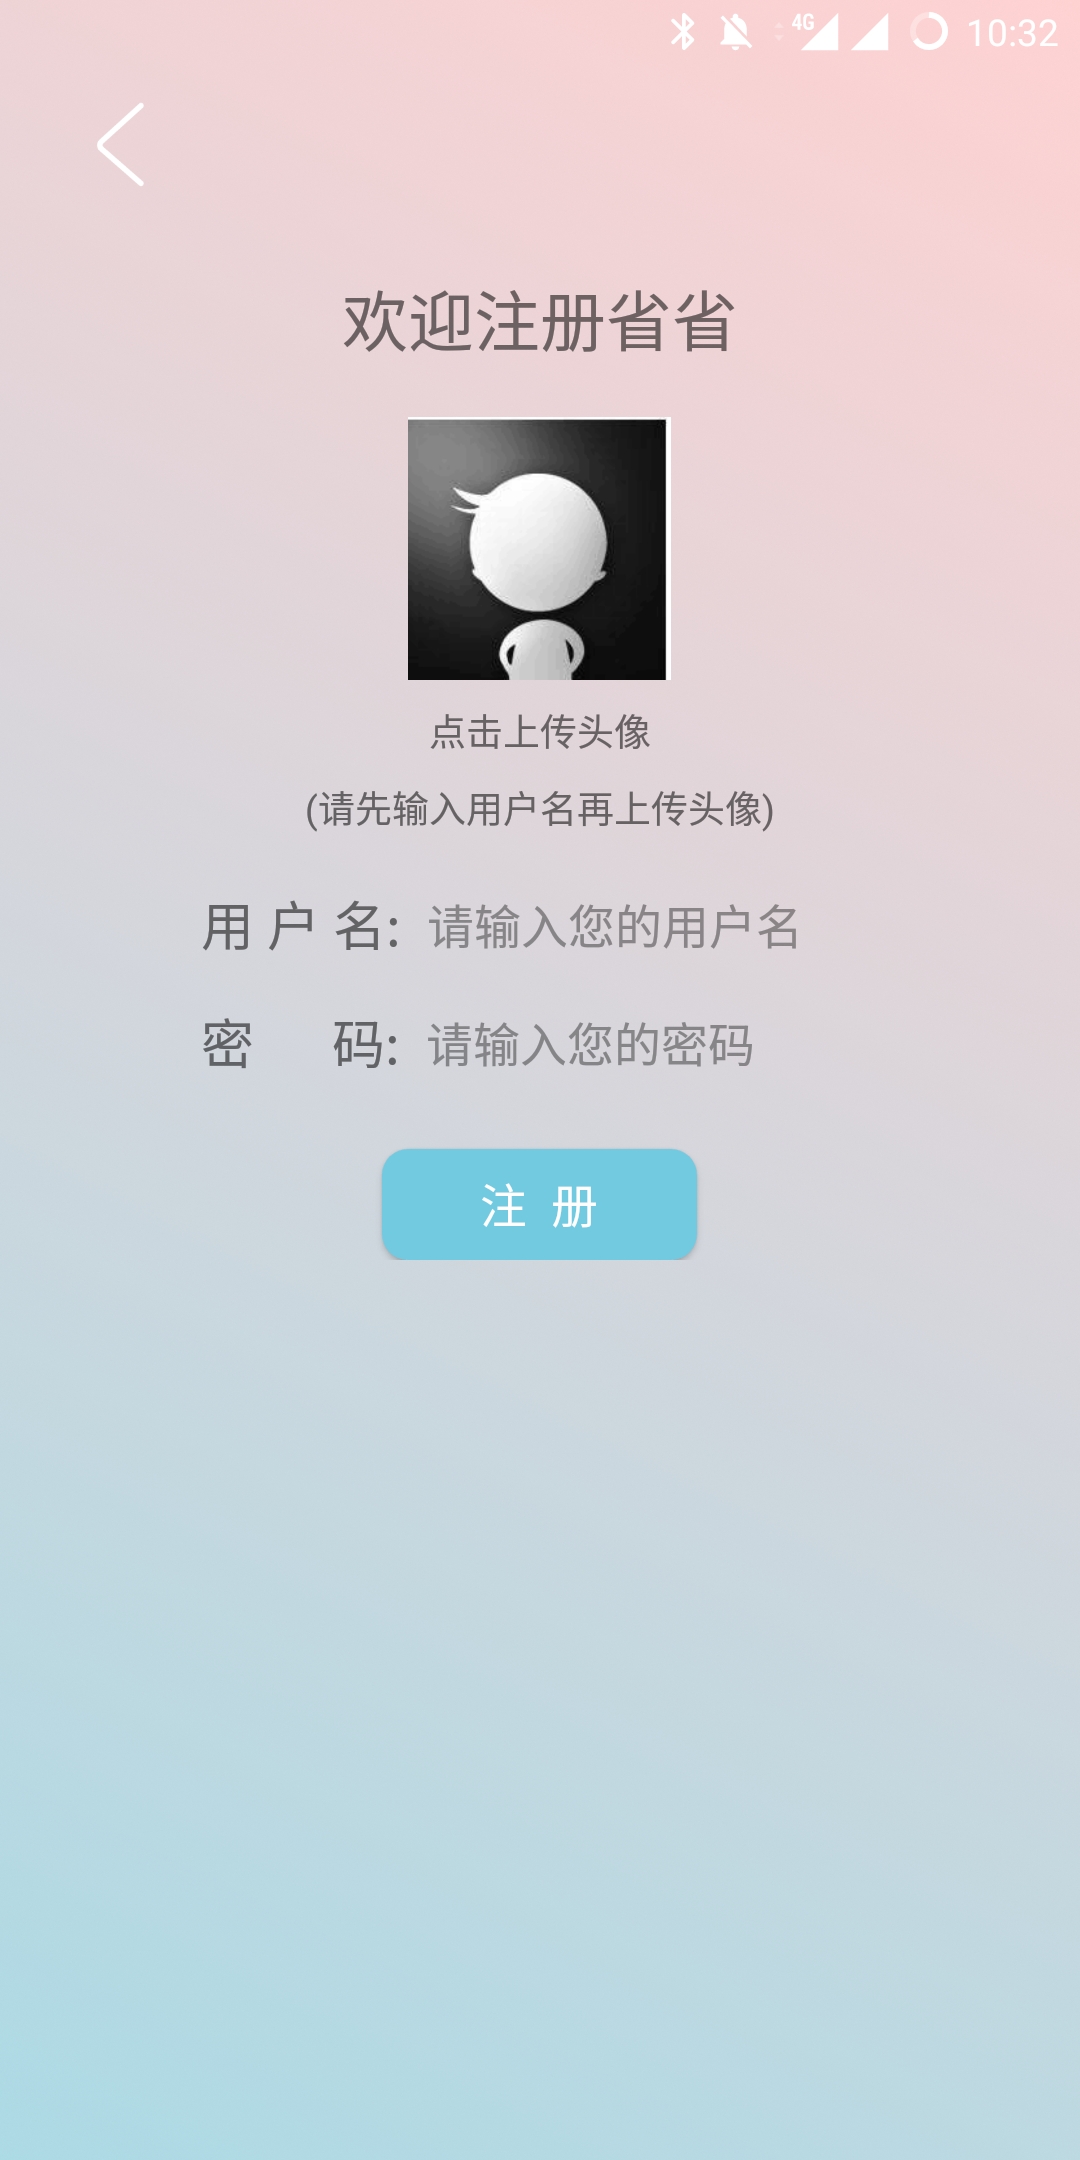 4G 10:32
欢迎注册省省
点击上传头像
(请先输入用户名再上传头像)
用 户 名: 请输入您的用户名
密 码: 请输入您的密码
注 册